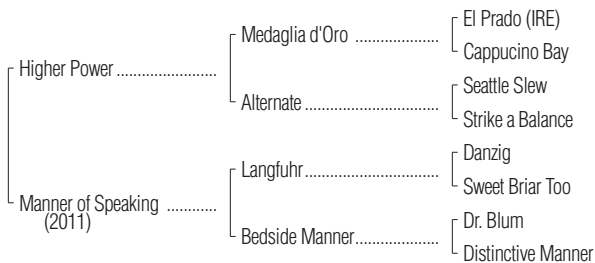 El Prado (IRE)
Medaglia d'Oro ....................
Cappucino Bay
Higher Power ........................
Seattle Slew
Alternate ................................
Strike a Balance
Danzig
Langfuhr ................................
Sweet Briar Too
Manner of Speaking ............
(2011)
Dr. Blum
Bedside Manner ....................
Distinctive Manner